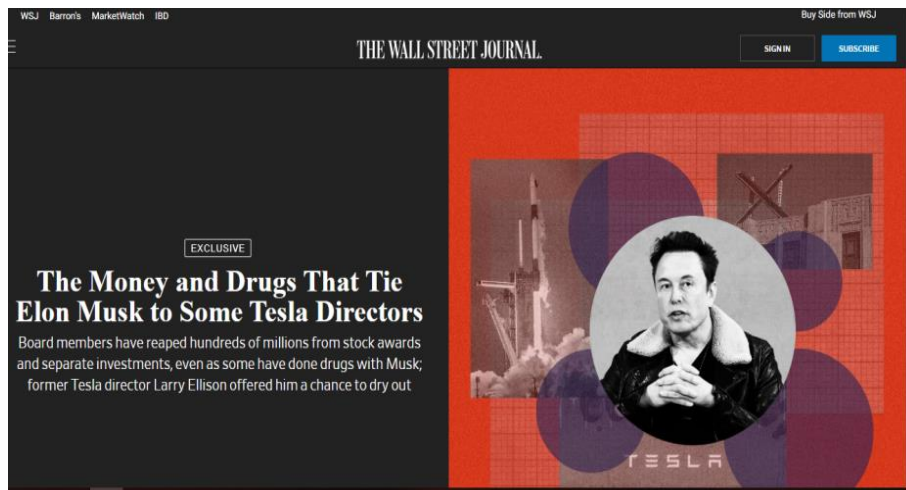 WSJ Barron's MarketWatch IBD
Buy Side from WSJ
THE WALL STREET JOURNAL.
SIGN IN
SUBSCRIBE
EXCLUSIVE
The Money and Drugs That Tie
Elon Musk to Some Tesla Directors
Board members have reaped hundreds of millions from stock awards
and separate investments, even as some have done drugs with Musk;
former Tesla director Larry Ellison offered him a chance to dry out
TESLA